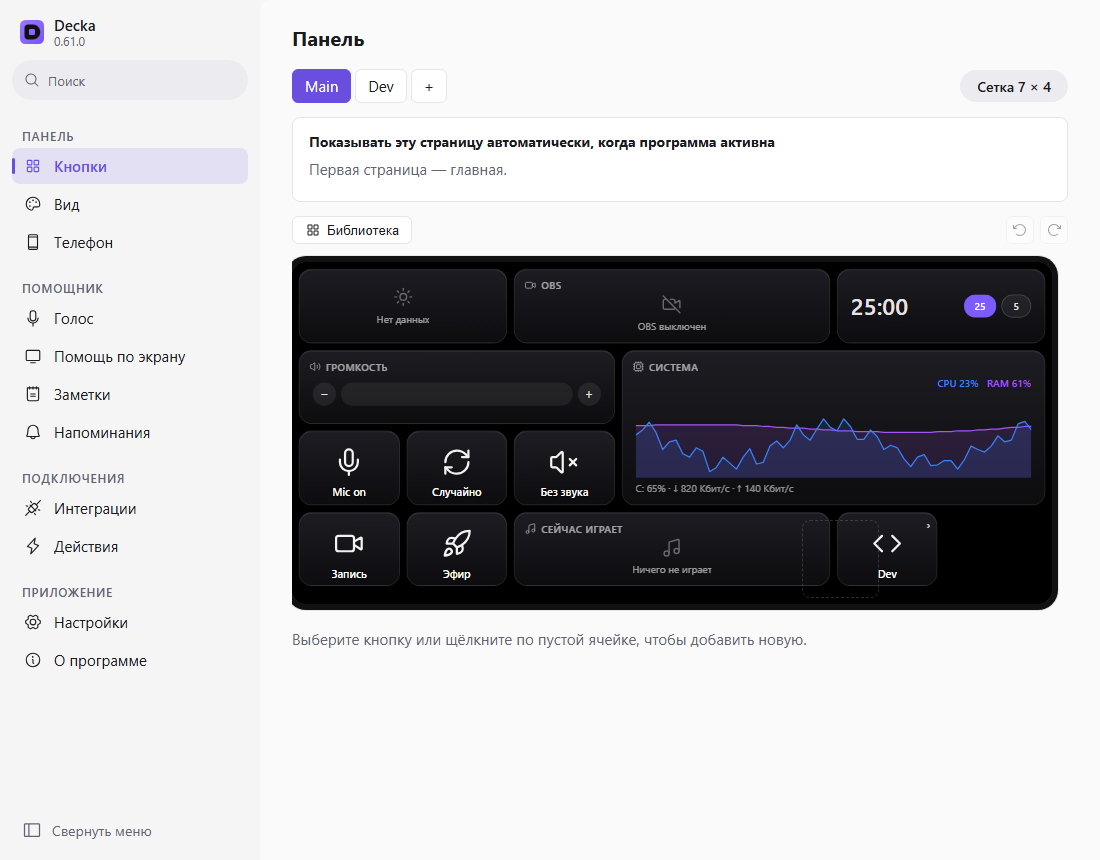 Decka
0.61.0
Поиск
ПАНЕЛЬ
Кнопки
Вид
Телефон
ПОМОЩНИК
Голос
Помощь по экрану
Заметки
Напоминания
ПОДКЛЮЧЕНИЯ
Интеграции
Действия
ПРИЛОЖЕНИЕ
Настройки
О программе
Свернуть меню
Панель
Main Dev +
Сетка 7 × 4
Показывать эту страницу автоматически, когда программа активна
Первая страница — главная.
Библиотека
Нет данных
OBS
OBS выключен
25:00 25 5
ГРОМКОСТЬ
− +
СИСТЕМА
CPU 23% RAM 61%
C: 65% · ↓ 820 Кбит/с · ↑ 140 Кбит/с
Mic on
Случайно
Без звука
Запись
Эфир
СЕЙЧАС ИГРАЕТ
Ничего не играет
Dev ›
Выберите кнопку или щёлкните по пустой ячейке, чтобы добавить новую.